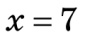 x = 7